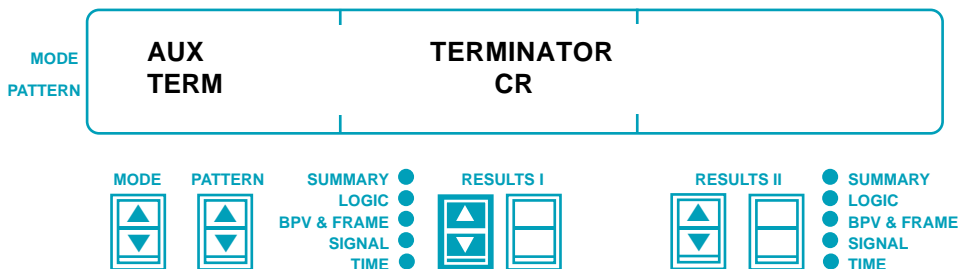 MODE
AUX TERMINATOR
PATTERN
TERM CR
MODE PATTERN SUMMARY RESULTS I RESULTS II SUMMARY
LOGIC LOGIC
BPV & FRAME BPV & FRAME
SIGNAL SIGNAL
TIME TIME